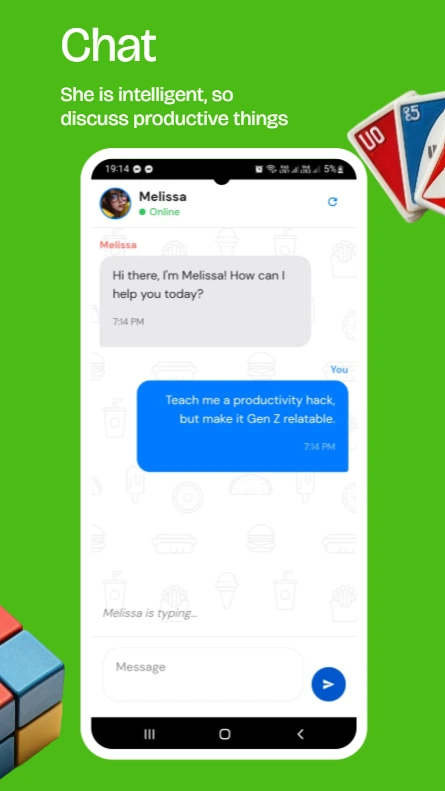 Chat
She is intelligent, so
discuss productive things
UO
19:14
5%
Melissa
Online
Melissa
Hi there, I'm Melissa! How can I
help you today?
7:14 PM
You
Teach me a productivity hack,
but make it Gen Z relatable.
7:14 PM
Melissa is typing...
Message